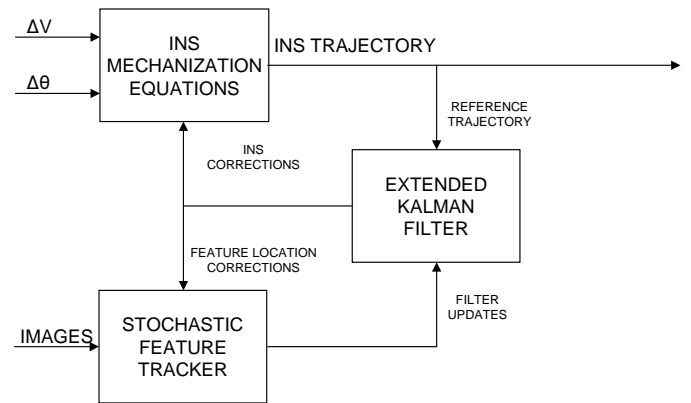 ΔV
Δθ
INS
MECHANIZATION
EQUATIONS
INS TRAJECTORY
REFERENCE
TRAJECTORY
INS
CORRECTIONS
EXTENDED
KALMAN
FILTER
FEATURE LOCATION
CORRECTIONS
FILTER
UPDATES
IMAGES
STOCHASTIC
FEATURE
TRACKER